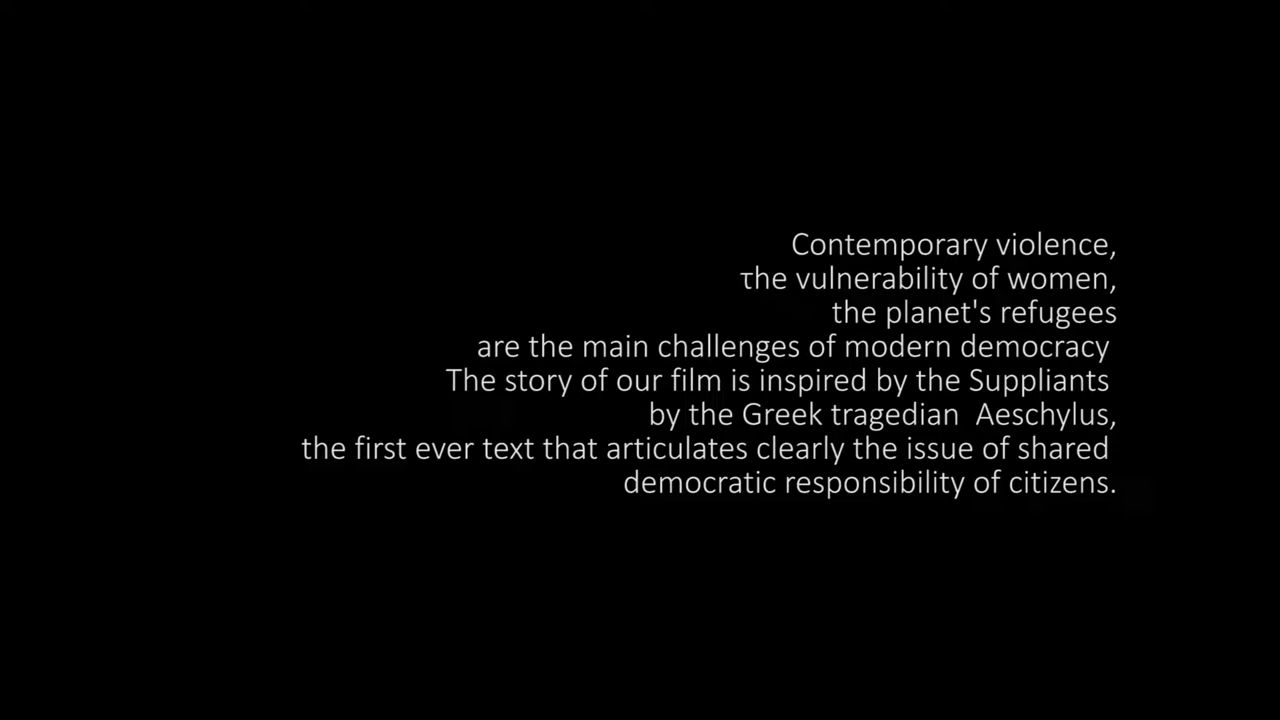 Contemporary violence,
τhe vulnerability of women,
the planet's refugees
are the main challenges of modern democracy
The story of our film is inspired by the Suppliants
by the Greek tragedian  Aeschylus,
the first ever text that articulates clearly the issue of shared
democratic responsibility of citizens.